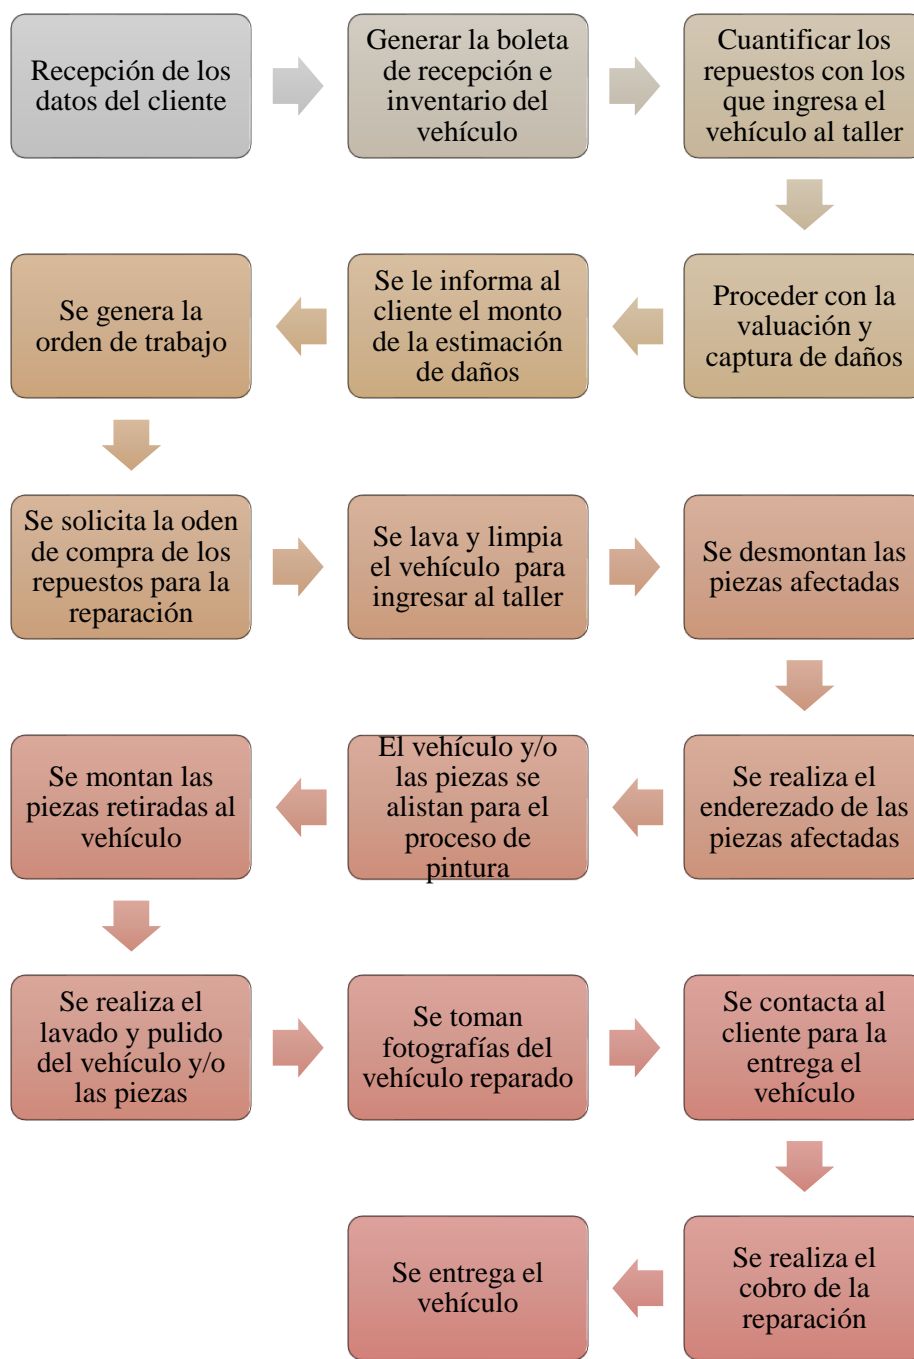 Recepción de los
datos del cliente
Generar la boleta
de recepción e
inventario del
vehículo
Cuantificar los
repuestos con los
que ingresa el
vehículo al taller
Proceder con la
valuación y
captura de daños
Se le informa al
cliente el monto
de la estimación
de daños
Se genera la
orden de trabajo
Se solicita la oden
de compra de los
repuestos para la
reparación
Se lava y limpia
el vehículo para
ingresar al taller
Se desmontan las
piezas afectadas
Se realiza el
enderezado de las
piezas afectadas
El vehículo y/o
las piezas se
alistan para el
proceso de
pintura
Se montan las
piezas retiradas al
vehículo
Se realiza el
lavado y pulido
del vehículo y/o
las piezas
Se toman
fotografías del
vehículo reparado
Se contacta al
cliente para la
entrega el
vehículo
Se realiza el
cobro de la
reparación
Se entrega el
vehículo